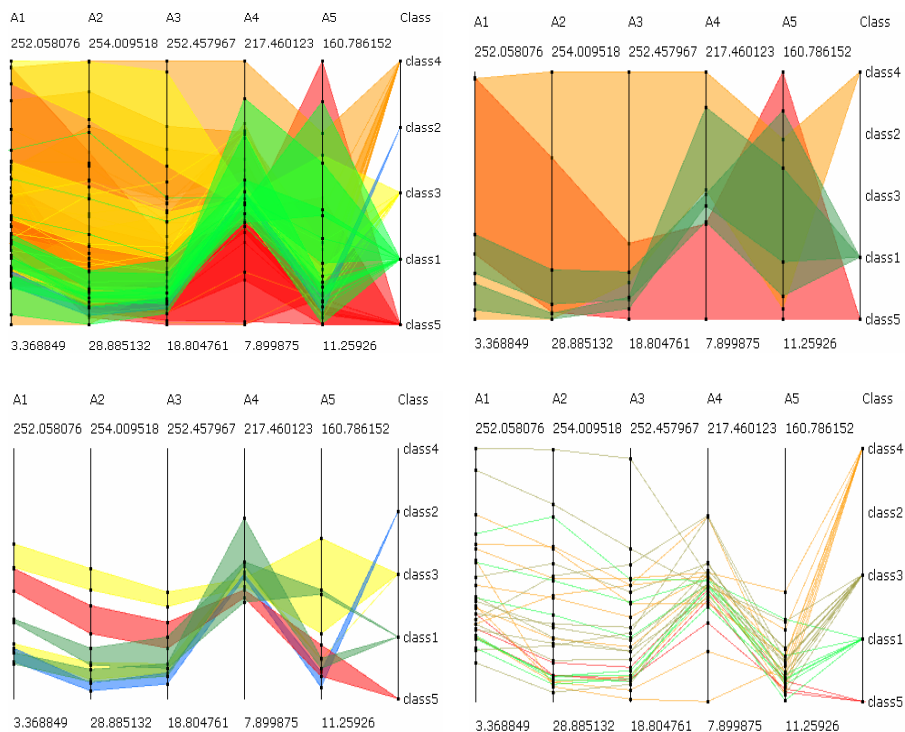 A1 A2 A3 A4 A5 Class
252.058076 254.009518 252.457967 217.460123 160.786152
class4
class2
class3
class1
class5
3.368849 28.885132 18.804761 7.899875 11.25926
A1 A2 A3 A4 A5 Class
252.058076 254.009518 252.457967 217.460123 160.786152
class4
class2
class3
class1
class5
3.368849 28.885132 18.804761 7.899875 11.25926
A1 A2 A3 A4 A5 Class
252.058076 254.009518 252.457967 217.460123 160.786152
class4
class2
class3
class1
class5
3.368849 28.885132 18.804761 7.899875 11.25926
A1 A2 A3 A4 A5 Class
252.058076 254.009518 252.457967 217.460123 160.786152
class4
class2
class3
class1
class5
3.368849 28.885132 18.804761 7.899875 11.25926